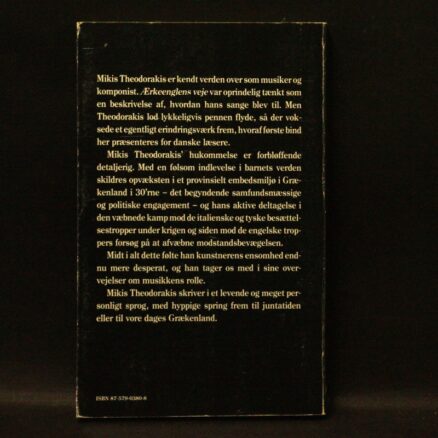 Mikis Theodorakis er kendt verden over som musiker og
komponist. Ærkeenglens veje var oprindelig tænkt som
en beskrivelse af, hvordan hans sange blev til. Men
Theodorakis lod lykkeligvis pennen flyde, så der vok-
sede et egentligt erindringsværk frem, hvoraf første bind
her præsenteres for danske læsere.
Mikis Theodorakis' hukommelse er forbløffende
detaljerig. Med en følsom indlevelse i barnets verden
skildres opvæksten i et provinsielt embedsmiljø i Græ-
kenland i 30'rne – det begyndende samfundsmæssige
og politiske engagement – og hans aktive deltagelse i
den væbnede kamp mod de italienske og tyske besættel-
sestropper under krigen og siden mod de engelske trop-
pers forsøg på at afvæbne modstandsbevægelsen.
Midt i alt dette følte han kunstnerens ensomhed end-
nu mere desperat, og han tager os med i sine over-
vejelser om musikkens rolle.
Mikis Theodorakis skriver i et levende og meget per-
sonligt sprog, med hyppige spring frem til juntatiden
eller til vore dages Grækenland.
ISBN 87-570-0380-8